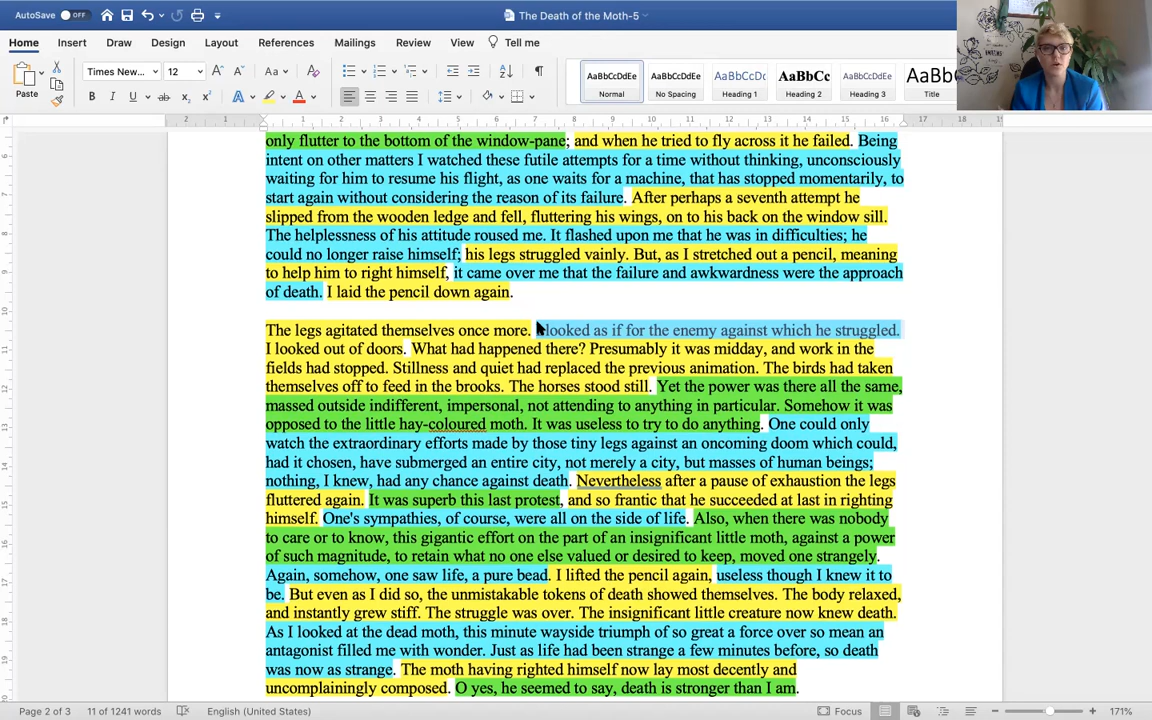 AutoSave OFF The Death of the Moth-5
Home Insert Draw Design Layout References Mailings Review View Tell me
Paste Times New... 12 Aa AaBbCcDdEe AaBbCcDdEe AaBbCcDc AaBbCc AaBbCcDdEe AaBb(
B I U ab x2 x2 A A Normal No Spacing Heading 1 Heading 2 Heading 3 Title
2 1 1 2 3 4 5 6 7 8 9 10 11 12 13 14 15 16 17 18
only flutter to the bottom of the window-pane; and when he tried to fly across it he failed. Being
intent on other matters I watched these futile attempts for a time without thinking, unconsciously
waiting for him to resume his flight, as one waits for a machine, that has stopped momentarily, to
start again without considering the reason of its failure. After perhaps a seventh attempt he
slipped from the wooden ledge and fell, fluttering his wings, on to his back on the window sill.
The helplessness of his attitude roused me. It flashed upon me that he was in difficulties; he
could no longer raise himself; his legs struggled vainly. But, as I stretched out a pencil, meaning
to help him to right himself, it came over me that the failure and awkwardness were the approach
of death. I laid the pencil down again.
The legs agitated themselves once more. looked as if for the enemy against which he struggled.
I looked out of doors. What had happened there? Presumably it was midday, and work in the
fields had stopped. Stillness and quiet had replaced the previous animation. The birds had taken
themselves off to feed in the brooks. The horses stood still. Yet the power was there all the same,
massed outside indifferent, impersonal, not attending to anything in particular. Somehow it was
opposed to the little hay-coloured moth. It was useless to try to do anything. One could only
watch the extraordinary efforts made by those tiny legs against an oncoming doom which could,
had it chosen, have submerged an entire city, not merely a city, but masses of human beings;
nothing, I knew, had any chance against death. Nevertheless after a pause of exhaustion the legs
fluttered again. It was superb this last protest, and so frantic that he succeeded at last in righting
himself. One's sympathies, of course, were all on the side of life. Also, when there was nobody
to care or to know, this gigantic effort on the part of an insignificant little moth, against a power
of such magnitude, to retain what no one else valued or desired to keep, moved one strangely.
Again, somehow, one saw life, a pure bead. I lifted the pencil again, useless though I knew it to
be. But even as I did so, the unmistakable tokens of death showed themselves. The body relaxed,
and instantly grew stiff. The struggle was over. The insignificant little creature now knew death.
As I looked at the dead moth, this minute wayside triumph of so great a force over so mean an
antagonist filled me with wonder. Just as life had been strange a few minutes before, so death
was now as strange. The moth having righted himself now lay most decently and
uncomplainingly composed. O yes, he seemed to say, death is stronger than I am.
Page 2 of 3 11 of 1241 words English (United States) Focus 171%